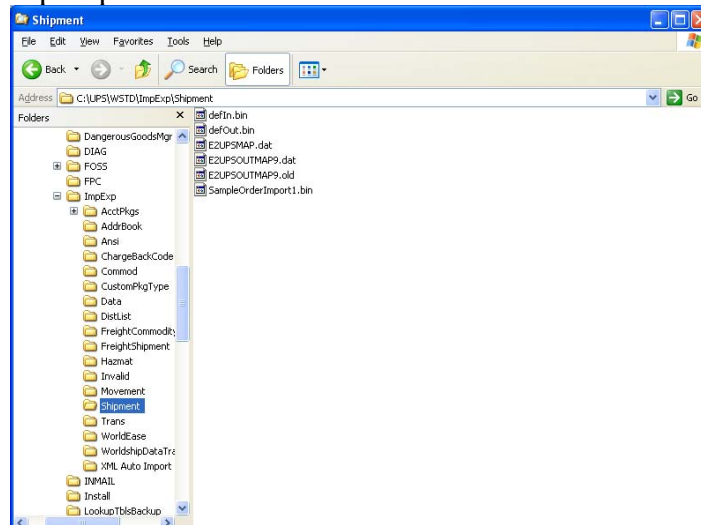 Shipment
File Edit View Favorites Tools Help
Back Search Folders
Address C:\UPS\WSTD\ImpExp\Shipment Go
Folders
DangerousGoodsMgr
DIAG
FOSS
FPC
ImpExp
AcctPkgs
AddrBook
Ansi
ChargeBackCode
Commod
CustomPkgType
Data
DistList
FreightCommodity
FreightShipment
Hazmat
Invalid
Movement
Shipment
Trans
WorldEase
WorldshipDataTra
XML Auto Import
INMAIL
Install
LookupTblsBackup
defIn.bin
defOut.bin
E2UPSMAP.dat
E2UPSOUTMAP9.dat
E2UPSOUTMAP9.old
SampleOrderImport1.bin